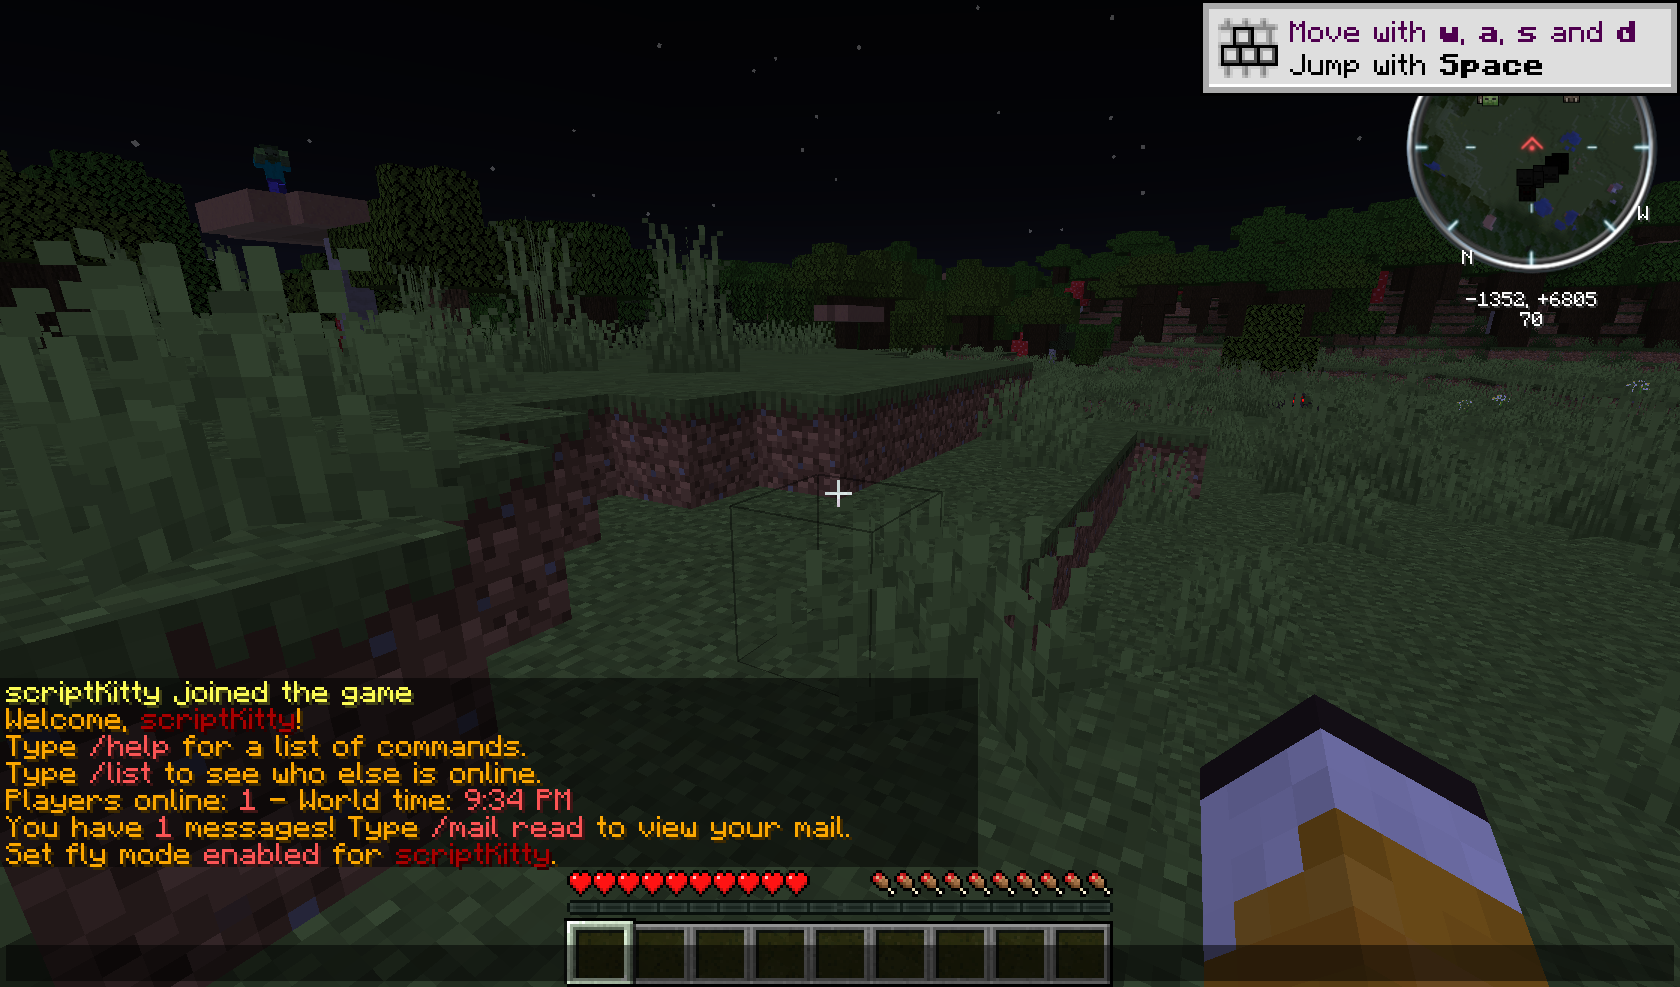 Move with w, a, s and d
Jump with Space
W
N
-1352, +6805
70
scriptKitty joined the game
Welcome, scriptKitty!
Type /help for a list of commands.
Type /list to see who else is online.
Players online: 1 - World time: 9:34 PM
You have 1 messages! Type /mail read to view your mail.
Set fly mode enabled for scriptKitty.